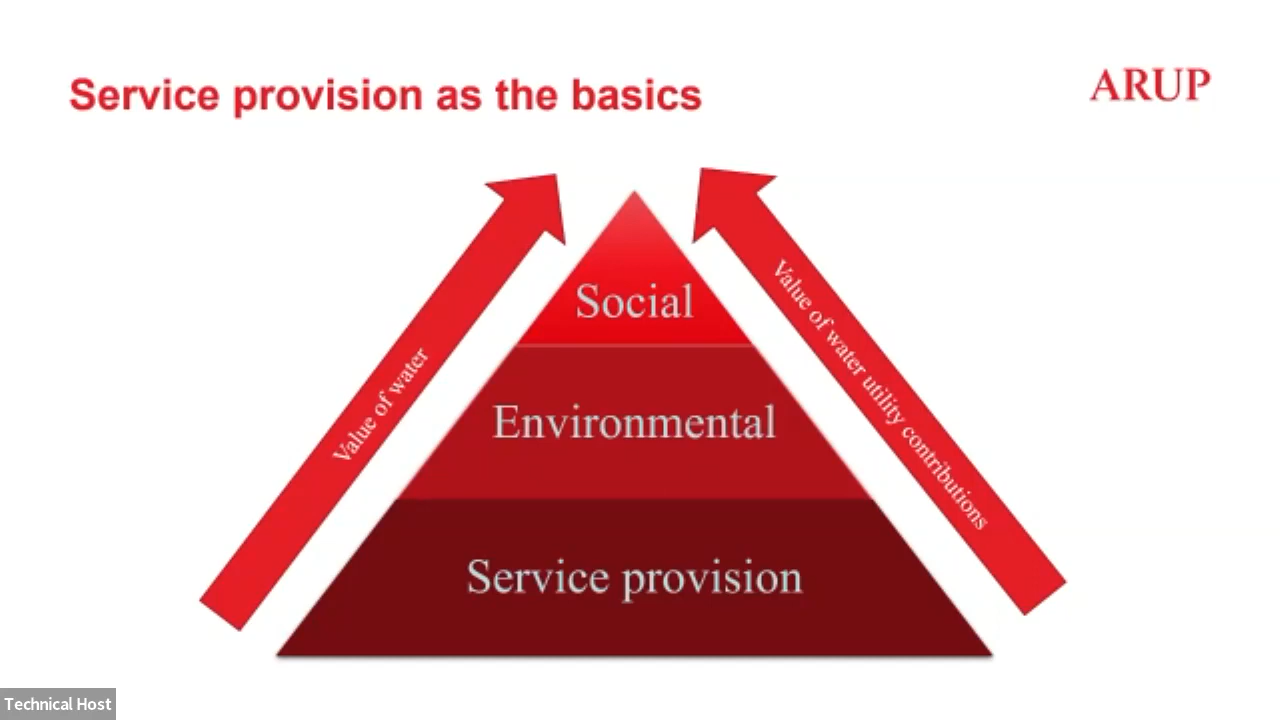 Service provision as the basics
ARUP
Social
Value of water
Value of water utility contributions
Environmental
Service provision
Technical Host